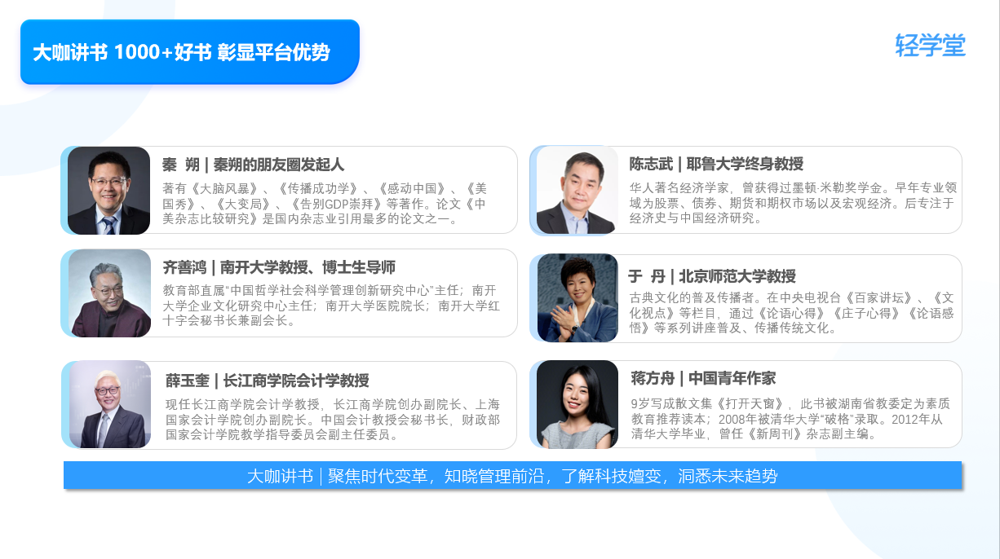 大咖讲书 1000+好书 彰显平台优势
轻学堂
秦 朔 | 秦朔的朋友圈发起人
著有《大脑风暴》、《传播成功学》、《感动中国》、《美
国秀》、《大变局》、《告别GDP崇拜》等著作。论文《中
美杂志比较研究》是国内杂志业引用最多的论文之一。
陈志武 | 耶鲁大学终身教授
华人著名经济学家，曾获得过墨顿·米勒奖学金。早年专业领
域为股票、债券、期货和期权市场以及宏观经济。后专注于
经济史与中国经济研究。
齐善鸿 | 南开大学教授、博士生导师
教育部直属“中国哲学社会科学管理创新研究中心”主任；南开
大学企业文化研究中心主任；南开大学医院院长；南开大学红
十字会秘书长兼副会长。
于 丹 | 北京师范大学教授
古典文化的普及传播者。在中央电视台《百家讲坛》、《文
化视点》等栏目，通过《论语心得》《庄子心得》《论语感
悟》等系列讲座普及、传播传统文化。
薛玉奎 | 长江商学院会计学教授
现任长江商学院会计学教授，长江商学院创办副院长、上海
国家会计学院创办副院长。中国会计教授会秘书长，财政部
国家会计学院教学指导委员会副主任委员。
蒋方舟 | 中国青年作家
9岁写成散文集《打开天窗》，此书被湖南省教委定为素质
教育推荐读本；2008年被清华大学“破格”录取。2012年从
清华大学毕业，曾任《新周刊》杂志副主编。
大咖讲书 | 聚焦时代变革，知晓管理前沿，了解科技嬗变，洞悉未来趋势